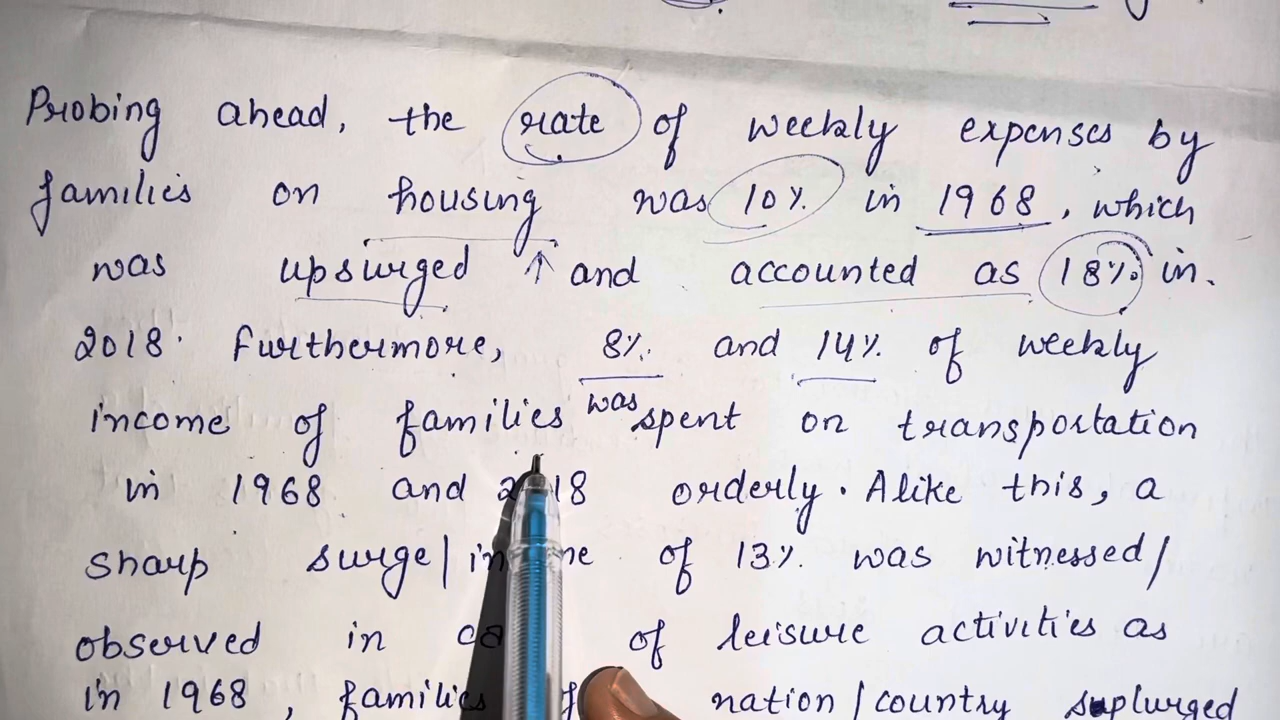 Probing ahead, the rate of weekly expenses by
families on housing was 10% in 1968, which
was upsurged ↑ and accounted as 18% in.
2018. Furthermore, 8% and 14% of weekly
income of families was spent on transportation
in 1968 and 2018 orderly. Alike this, a
sharp surge/ of 13% was witnessed/
observed in of leisure activities as
in 1968, families nation/country splurged